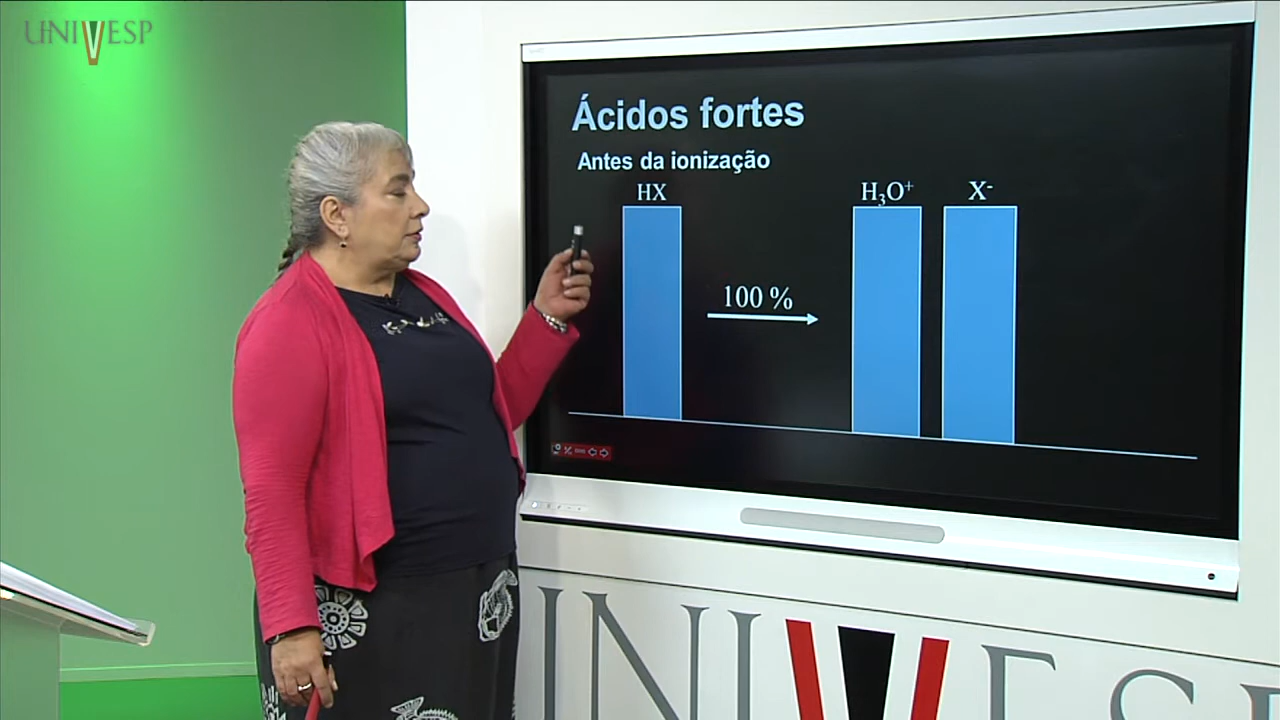 UNIVESP
Ácidos fortes
Antes da ionização
HX
H₃O⁺
X⁻
100 %
UNIVESP